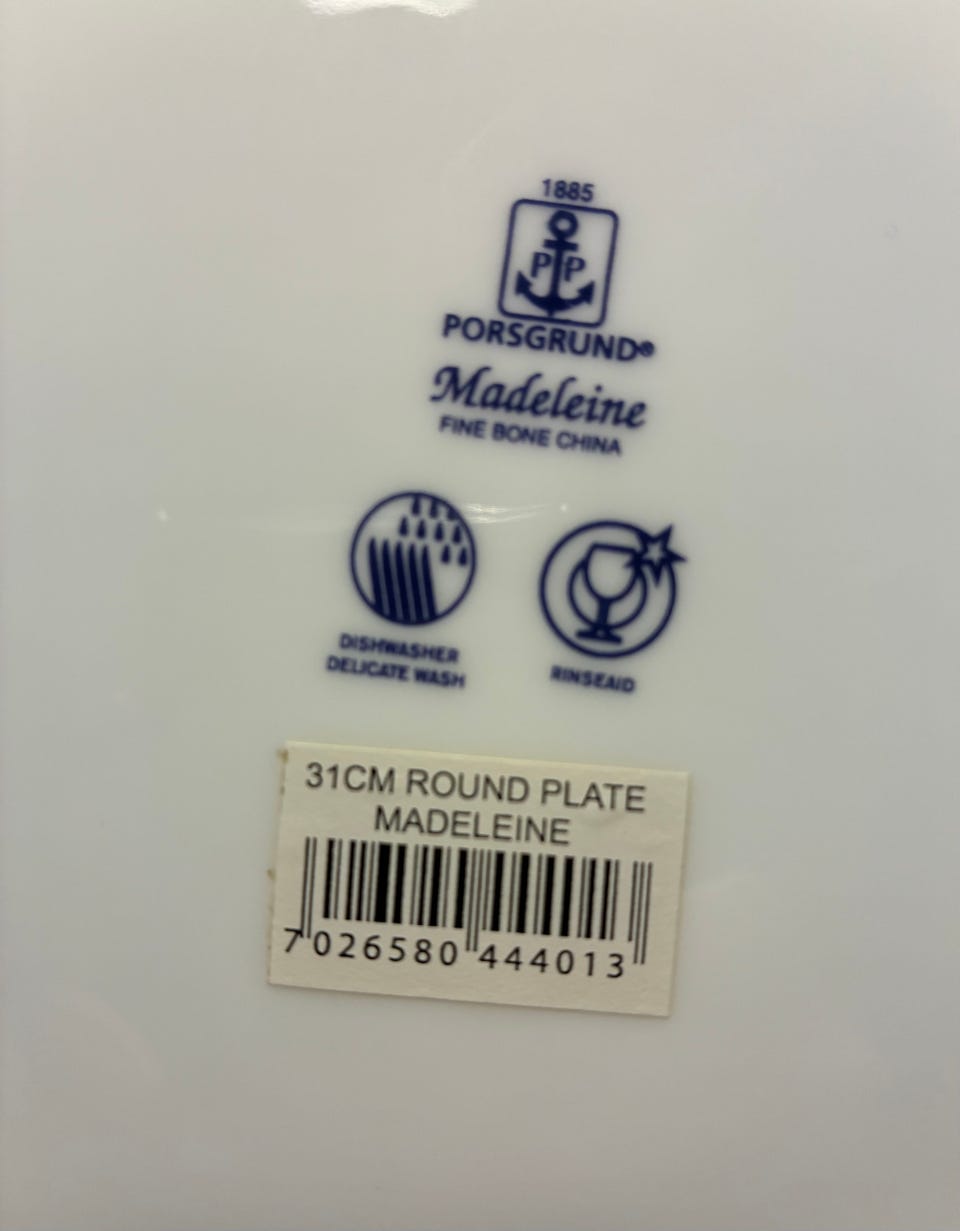 1885
PP
PORSGRUND®
Madeleine
FINE BONE CHINA
DISHWASHER
DELICATE WASH
RINSEAID
31CM ROUND PLATE
MADELEINE
7 026580 444013